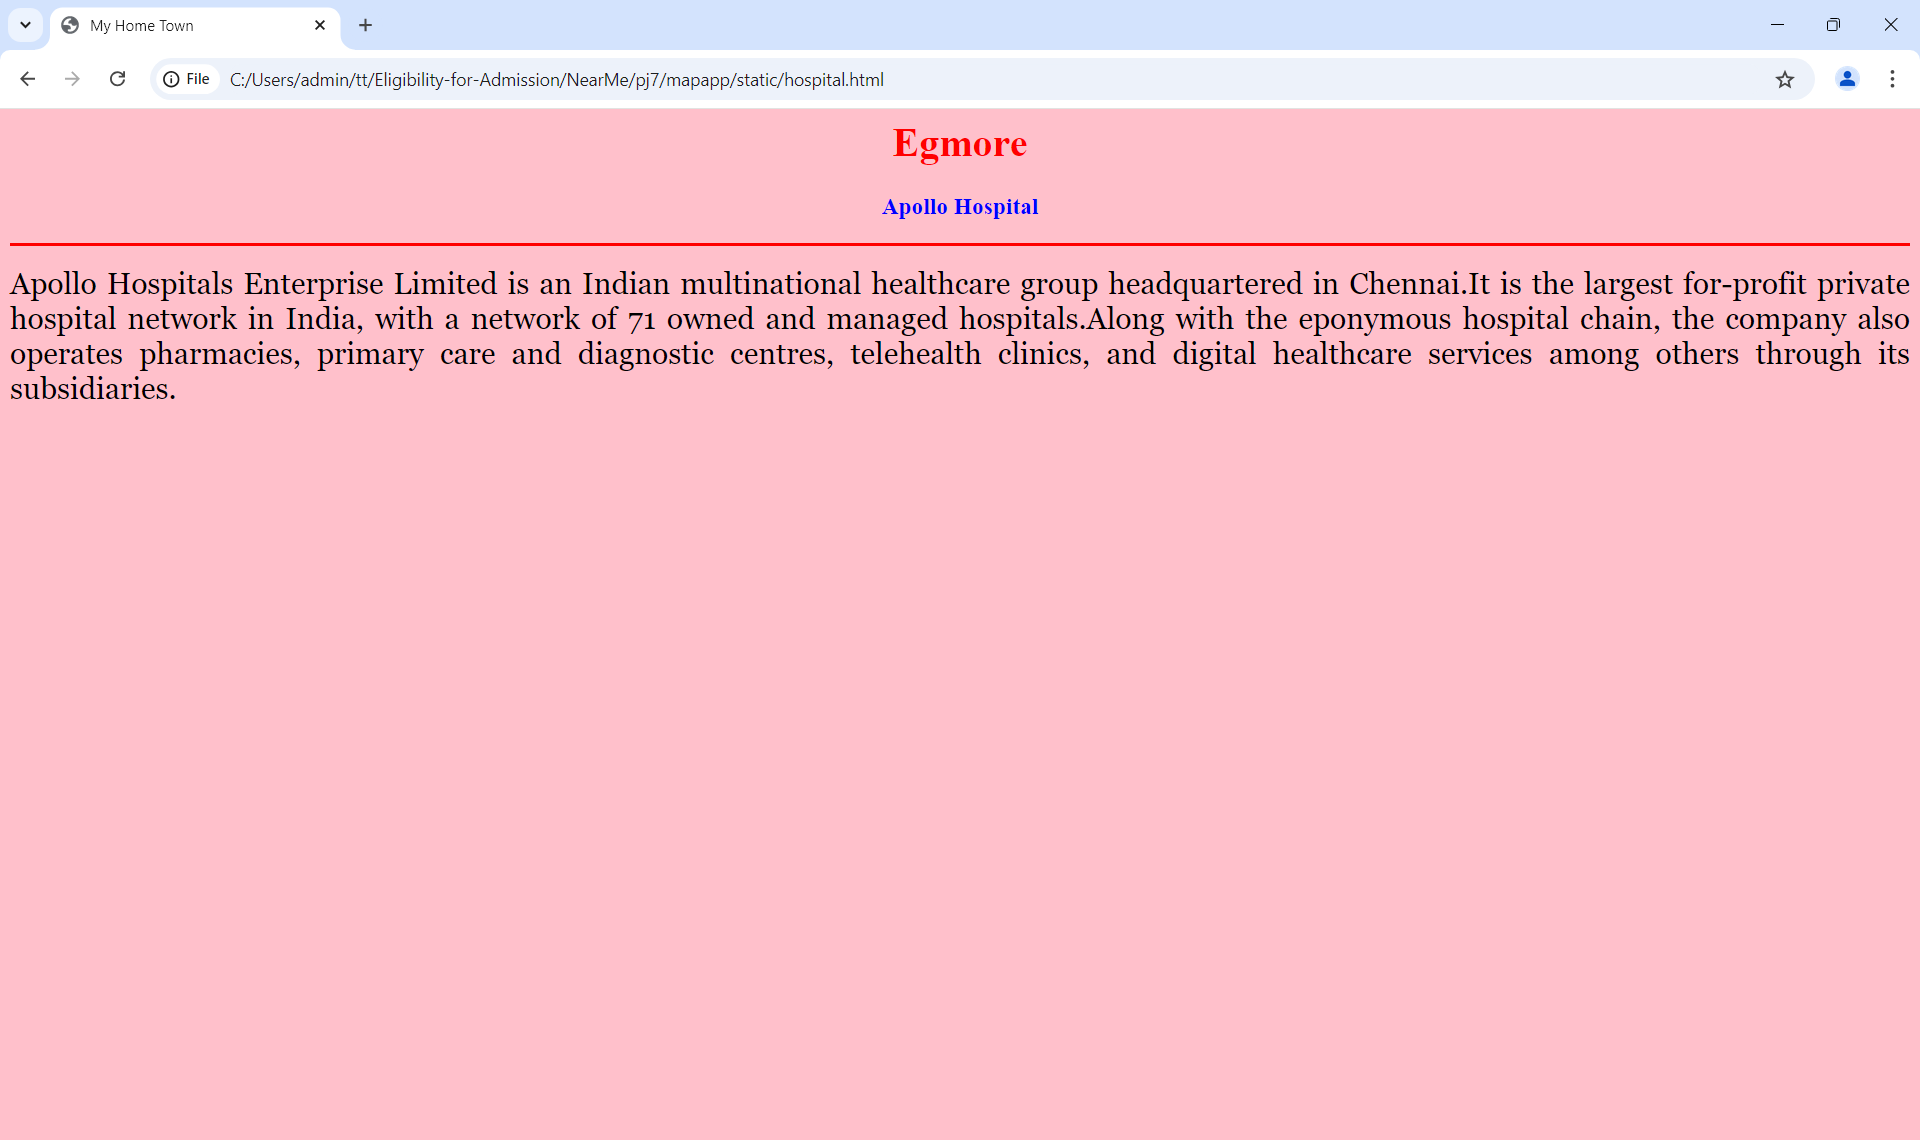 My Home Town
File C:/Users/admin/tt/Eligibility-for-Admission/NearMe/pj7/mapapp/static/hospital.html
Egmore
Apollo Hospital
Apollo Hospitals Enterprise Limited is an Indian multinational healthcare group headquartered in Chennai.It is the largest for-profit private
hospital network in India, with a network of 71 owned and managed hospitals.Along with the eponymous hospital chain, the company also
operates pharmacies, primary care and diagnostic centres, telehealth clinics, and digital healthcare services among others through its
subsidiaries.